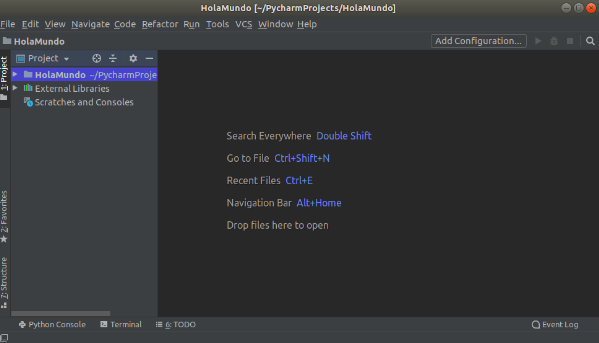 HolaMundo [~/PycharmProjects/HolaMundo]
File Edit View Navigate Code Refactor Run Tools VCS Window Help
HolaMundo Add Configuration...
1: Project
Project
HolaMundo ~/PycharmProje
External Libraries
Scratches and Consoles
Search Everywhere Double Shift
Go to File Ctrl+Shift+N
Recent Files Ctrl+E
Navigation Bar Alt+Home
Drop files here to open
2: Favorites
7: Structure
Python Console Terminal 6: TODO Event Log